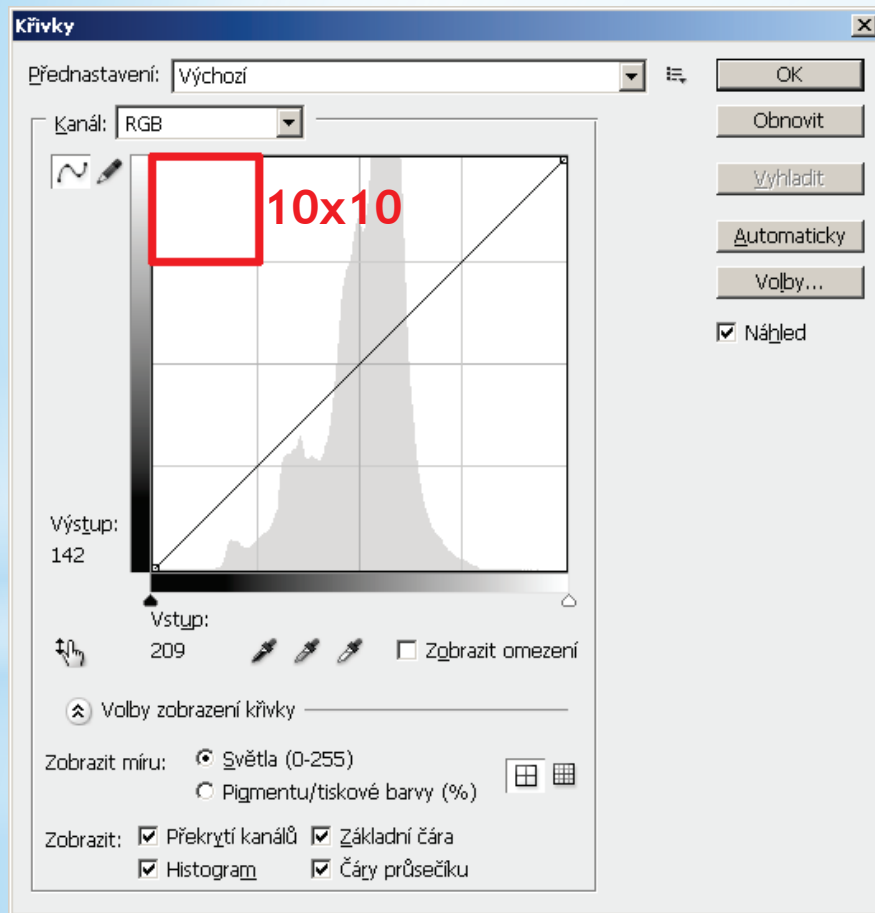 Křivky
Přednastavení: Výchozí
OK
Kanál: RGB
Obnovit
10x10
Vyhladit
Automaticky
Volby...
Náhled
Výstup:
142
Vstup:
209
Zobrazit omezení
Volby zobrazení křivky
Zobrazit míru: Světla (0-255)
Pigmentu/tiskové barvy (%)
Zobrazit: Překrytí kanálů Základní čára
Histogram Čáry průsečíku